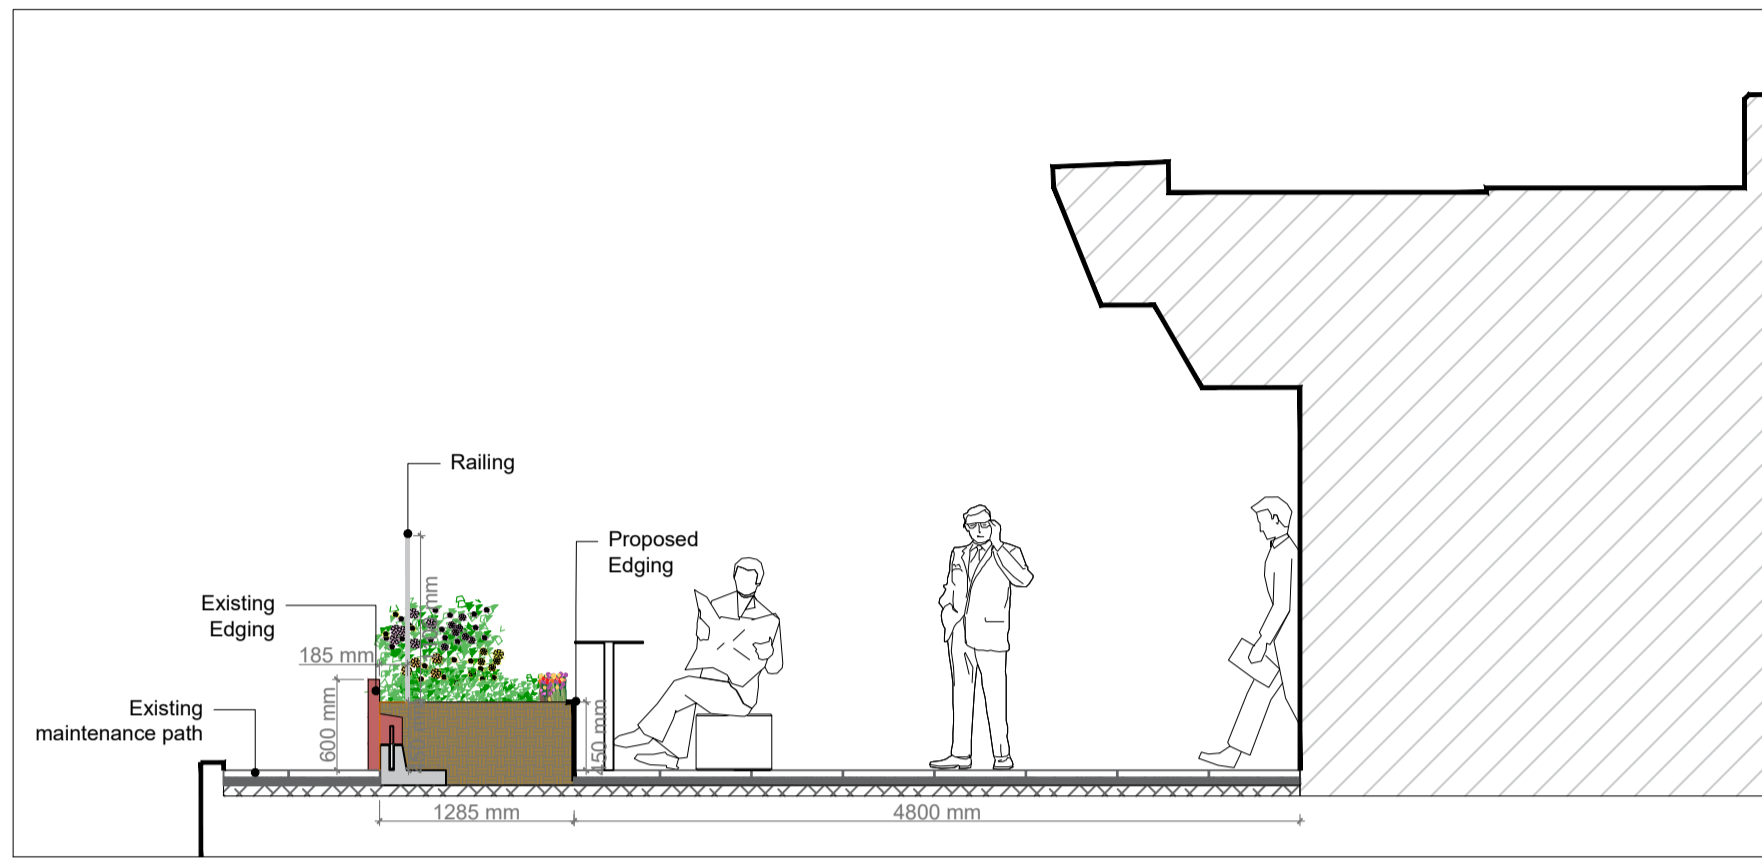 Railing
Proposed
Edging
Existing
Edging
185 mm
Existing
maintenance path
600 mm
450 mm
1285 mm
4800 mm